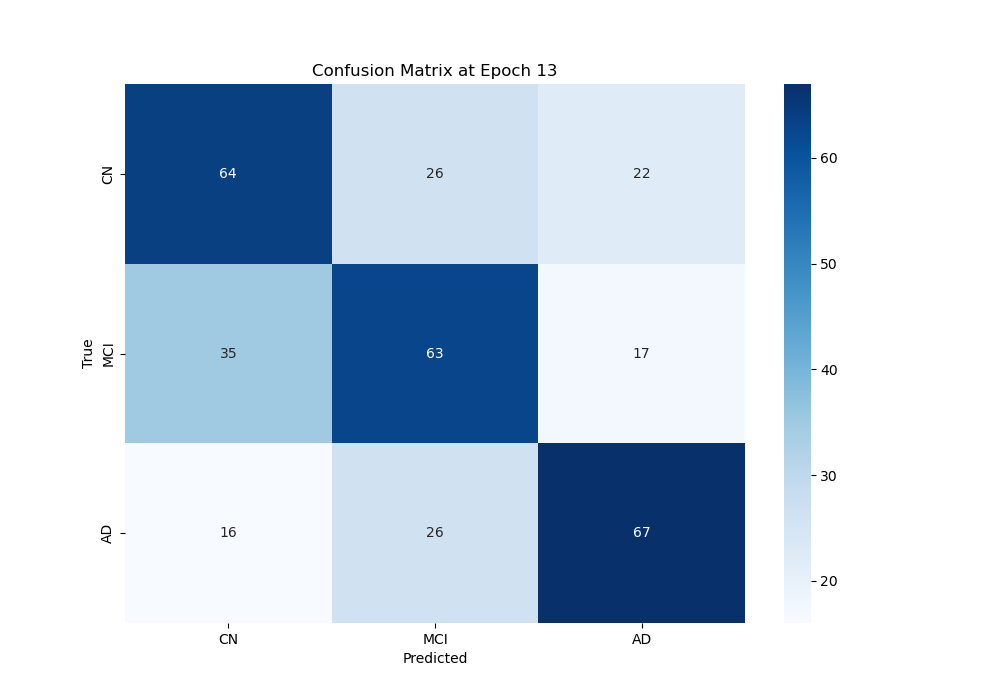 Confusion Matrix at Epoch 13
CN 64 26 22
MCI 35 63 17
AD 16 26 67
CN MCI AD
Predicted
True
60
50
40
30
20